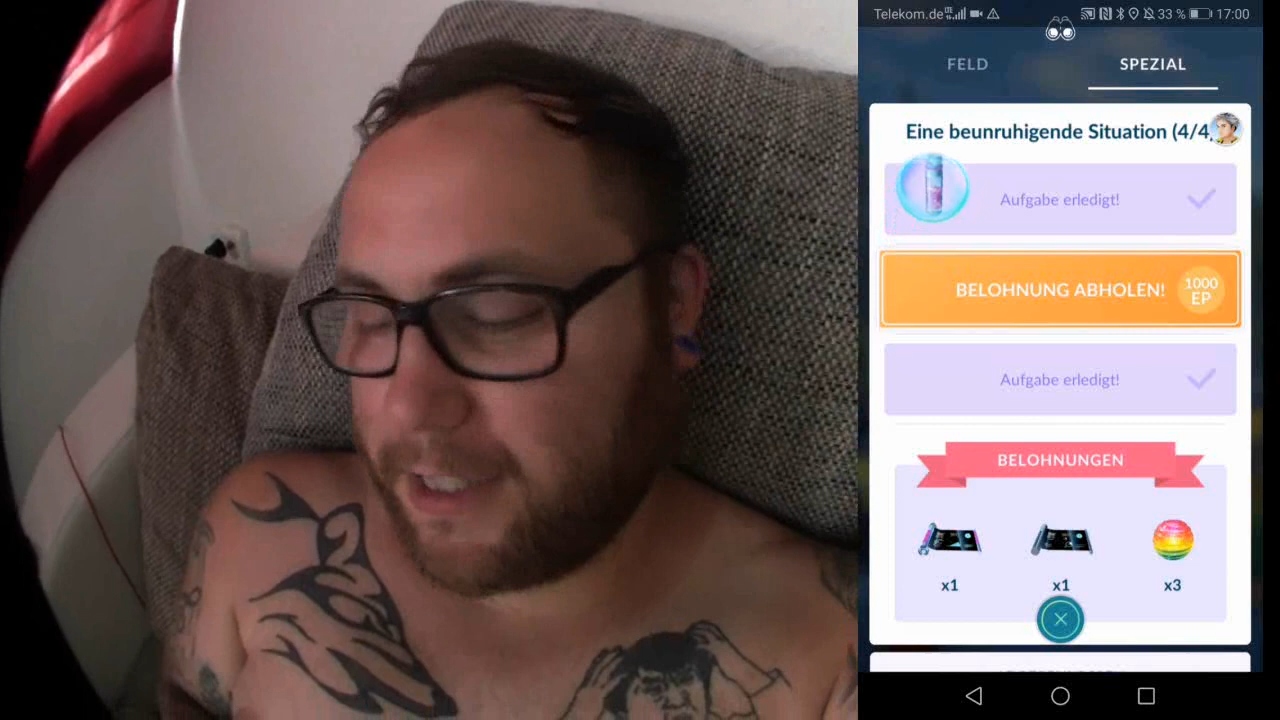 Telekom.de 33 % 17:00
FELD SPEZIAL
Eine beunruhigende Situation (4/4
Aufgabe erledigt!
BELOHNUNG ABHOLEN! 1000
EP
Aufgabe erledigt!
BELOHNUNGEN
x1 x1 x3